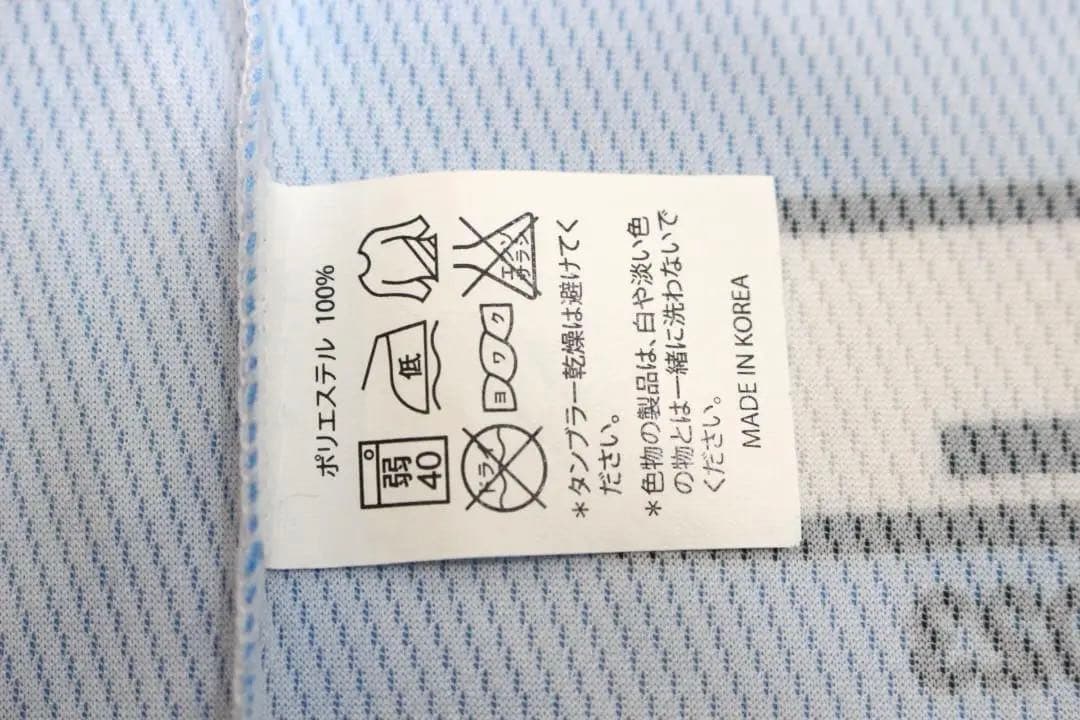 ポリエステル 100%
弱
40
低
ドライ
ヨワク
エンソ
サラシ
＊タンブラー乾燥は避けてく
ださい。
＊色物の製品は、白や淡い色
の物とは一緒に洗わないで
ください。
MADE IN KOREA